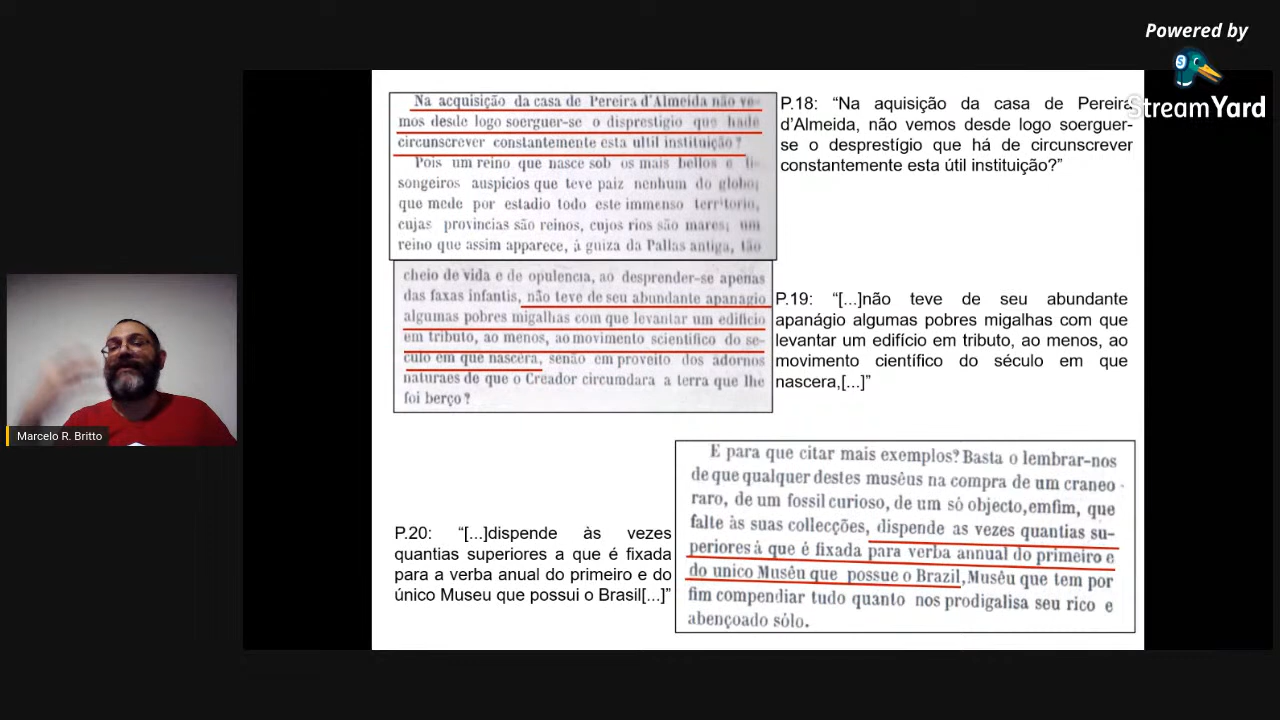 Powered by
StreamYard
Na acquisição da casa de Pereira d'Almeida não ve-
mos desde logo soerguer-se o disprestigio que hade
circunscrever constantemente esta ultil instituição?
Pois um reino que nasce sob os mais bellos e li-
songeiros auspicios que teve paiz nenhum do globo;
que mede por estadio todo este immenso territorio,
cujas provincias são reinos, cujos rios são mares; um
reino que assim apparece, à guiza da Pallas antiga, tão
P.18: “Na aquisição da casa de Pereira
d’Almeida, não vemos desde logo soerguer-
se o desprestígio que há de circunscrever
constantemente esta útil instituição?”
cheio de vida e de opulencia, ao desprender-se apenas
das faxas infantis, não teve de seu abundante apanagio
algumas pobres migalhas com que levantar um edificio
em tributo, ao menos, ao movimento scientifico do se-
culo em que nascera, senão em proveito dos adornos
naturaes de que o Creador circumdara a terra que lhe
foi berço?
P.19: “[...]não teve de seu abundante
apanágio algumas pobres migalhas com que
levantar um edifício em tributo, ao menos, ao
movimento científico do século em que
nascera,[...]”
Marcelo R. Britto
P.20: “[...]dispende às vezes
quantias superiores a que é fixada
para a verba anual do primeiro e do
único Museu que possui o Brasil[...]”
E para que citar mais exemplos? Basta o lembrar-nos
de que qualquer destes musêus na compra de um craneo
raro, de um fossil curioso, de um só objecto, emfim, que
falte às suas collecções, dispende as vezes quantias su-
periores à que é fixada para verba annual do primeiro e
do unico Musêu que possue o Brazil, Musêu que tem por
fim compendiar tudo quanto nos prodigalisa seu rico e
abençoado sólo.